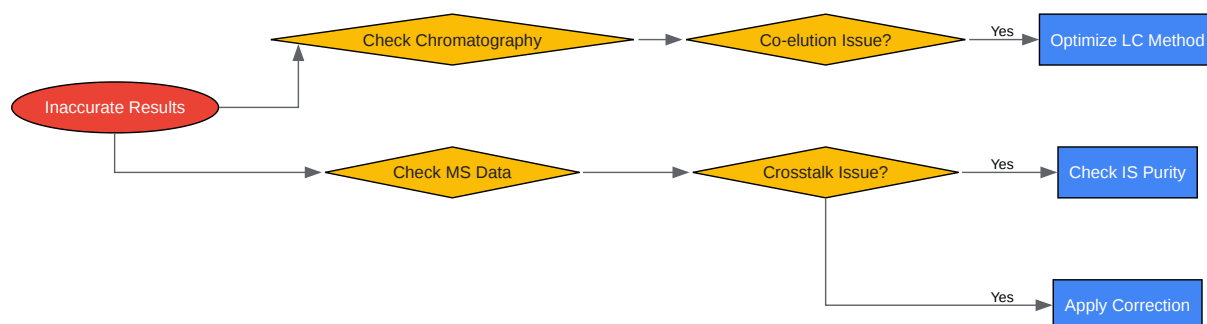 Check Chromatography
Co-elution Issue?
Yes
Optimize LC Method
Inaccurate Results
Check MS Data
Crosstalk Issue?
Yes
Check IS Purity
Yes
Apply Correction